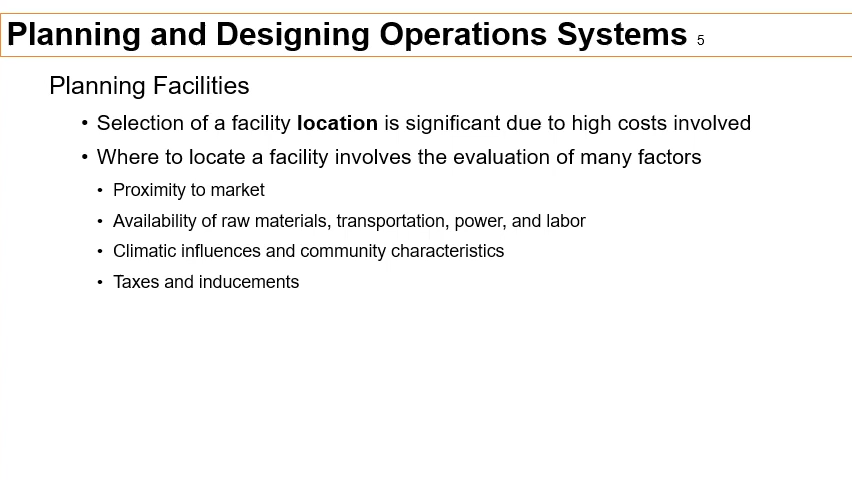 Planning and Designing Operations Systems 5
Planning Facilities
• Selection of a facility location is significant due to high costs involved
• Where to locate a facility involves the evaluation of many factors
• Proximity to market
• Availability of raw materials, transportation, power, and labor
• Climatic influences and community characteristics
• Taxes and inducements